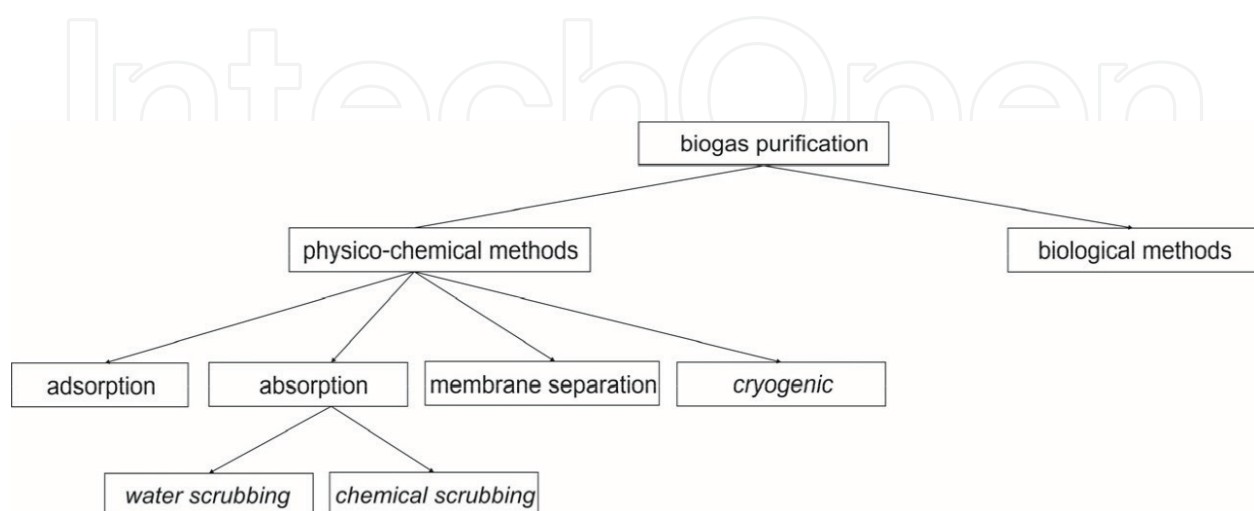 IntechOpen
biogas purification
physico-chemical methods
biological methods
adsorption
absorption
membrane separation
cryogenic
water scrubbing
chemical scrubbing